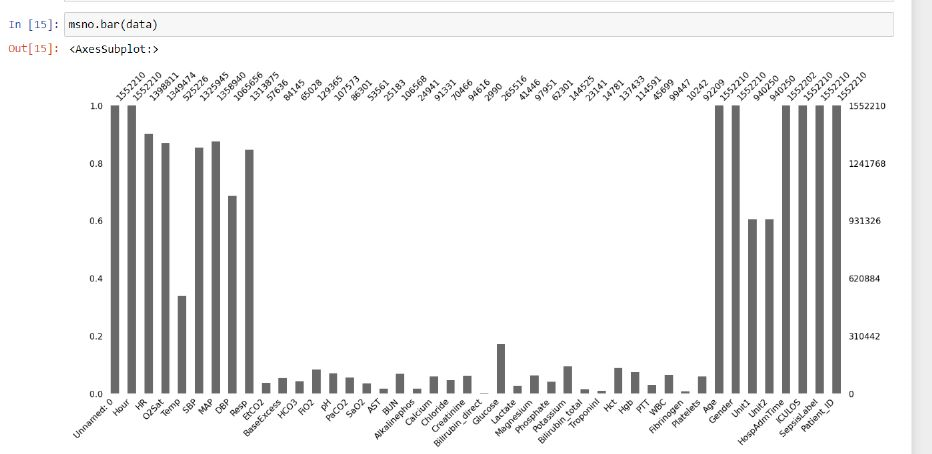 In [15]: msno.bar(data)
Out[15]: <AxesSubplot:>
1552210 1552210 1398811 1349474 525226 1325945 1358940 1065656 1313875 57636 84145 65028 129365 107573 86301 53561 25183 106568 24941 91331 70466 94616 2990 265516 41446 97951 62301 144525 23141 14781 137433 114591 45699 99447 10242 92209 1552210 1552210 940250 940250 1552202 1552210 1552210 1552210
1.0 1552210
0.8 1241768
0.6 931326
0.4 620884
0.2 310442
0.0 0
Unnamed: 0 Hour HR O2Sat Temp SBP MAP DBP Resp EtCO2 BaseExcess HCO3 FiO2 pH PaCO2 SaO2 AST BUN Alkalinephos Calcium Chloride Creatinine Bilirubin_direct Glucose Lactate Magnesium Phosphate Potassium Bilirubin_total TroponinI Hct Hgb PTT WBC Fibrinogen Platelets Age Gender Unit1 Unit2 HospAdmTime ICULOS SepsisLabel Patient_ID